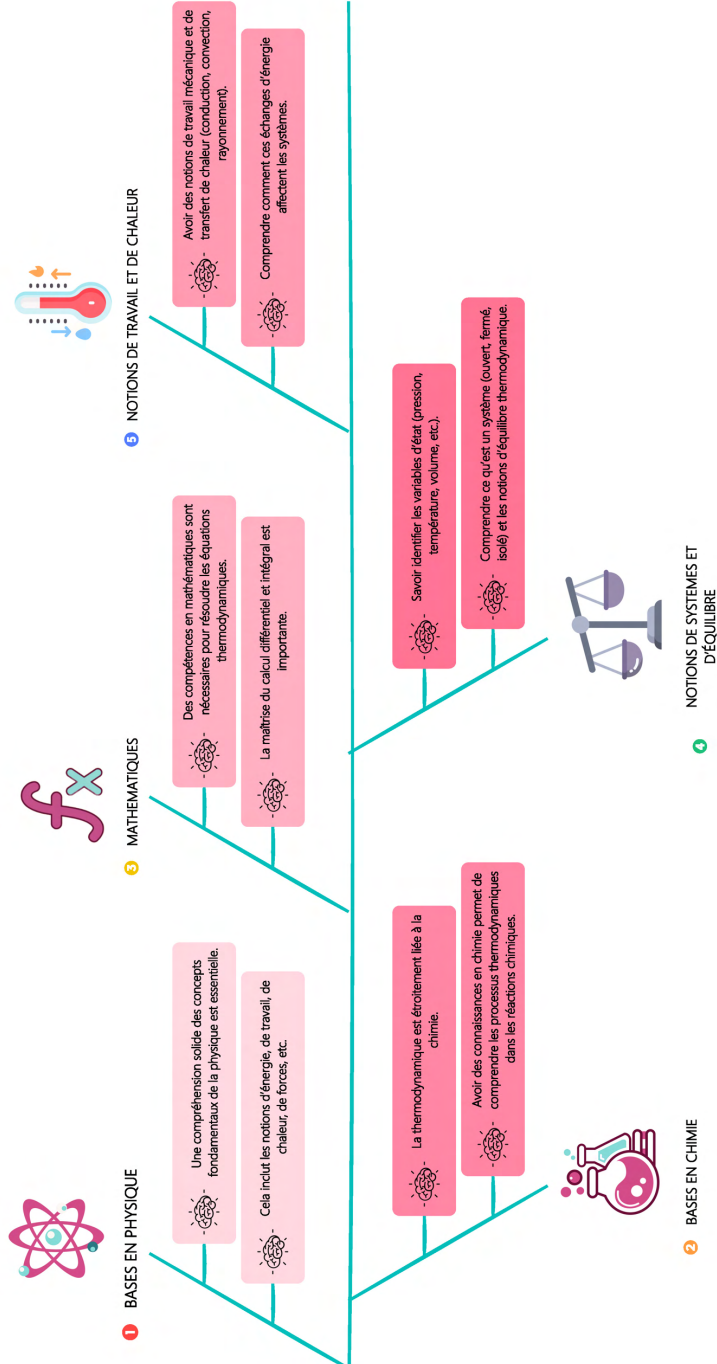 1 BASES EN PHYSIQUE
Une compréhension solide des concepts
fondamentaux de la physique est essentielle.
Cela inclut les notions d'énergie, de travail, de
chaleur, de forces, etc.
2 BASES EN CHIMIE
La thermodynamique est étroitement liée à la
chimie.
Avoir des connaissances en chimie permet de
comprendre les processus thermodynamiques
dans les réactions chimiques.
3 MATHEMATIQUES
Des compétences en mathématiques sont
nécessaires pour résoudre les équations
thermodynamiques.
La maîtrise du calcul différentiel et intégral est
importante.
4 NOTIONS DE SYSTEMES ET
D'ÉQUILIBRE
Savoir identifier les variables d'état (pression,
température, volume, etc.).
Comprendre ce qu'est un système (ouvert, fermé,
isolé) et les notions d'équilibre thermodynamique.
5 NOTIONS DE TRAVAIL ET DE CHALEUR
Avoir des notions de travail mécanique et de
transfert de chaleur (conduction, convection,
rayonnement).
Comprendre comment ces échanges d'énergie
affectent les systèmes.
fx